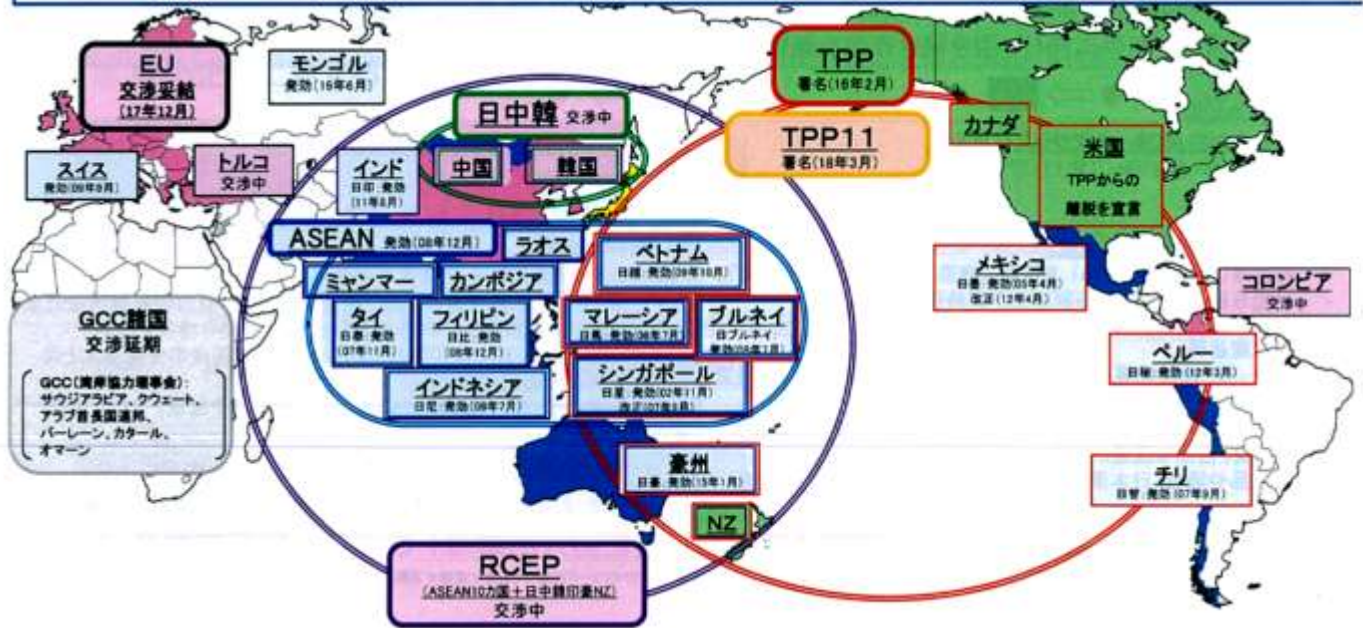 EU
交渉妥結
(17年12月)
モンゴル
発効(16年6月)
TPP
署名(16年2月)
日中韓 交渉中
TPP11
署名(18年3月)
カナダ
米国
TPPからの
離脱を宣言
スイス
発効(09年9月)
トルコ
交渉中
インド
日印:発効
(11年8月)
中国
韓国
ASEAN 発効(08年12月)
ラオス
ベトナム
日越:発効(09年10月)
ミャンマー
カンボジア
メキシコ
日墨:発効(05年4月)
改正(12年4月)
コロンビア
交渉中
GCC諸国
交渉延期
GCC(湾岸協力理事会):
サウジアラビア、クウェート、
アラブ首長国連邦、
バーレーン、カタール、
オマーン
タイ
日泰:発効
(07年11月)
フィリピン
日比:発効
(08年12月)
マレーシア
日馬:発効(06年7月)
ブルネイ
日ブルネイ:
発効(08年7月)
ペルー
日秘:発効(12年3月)
インドネシア
日尼:発効(08年7月)
シンガポール
日星:発効(02年11月)
改正(07年9月)
豪州
日豪:発効(15年1月)
チリ
日智:発効(07年9月)
NZ
RCEP
(ASEAN10カ国+日中韓印豪NZ)
交渉中